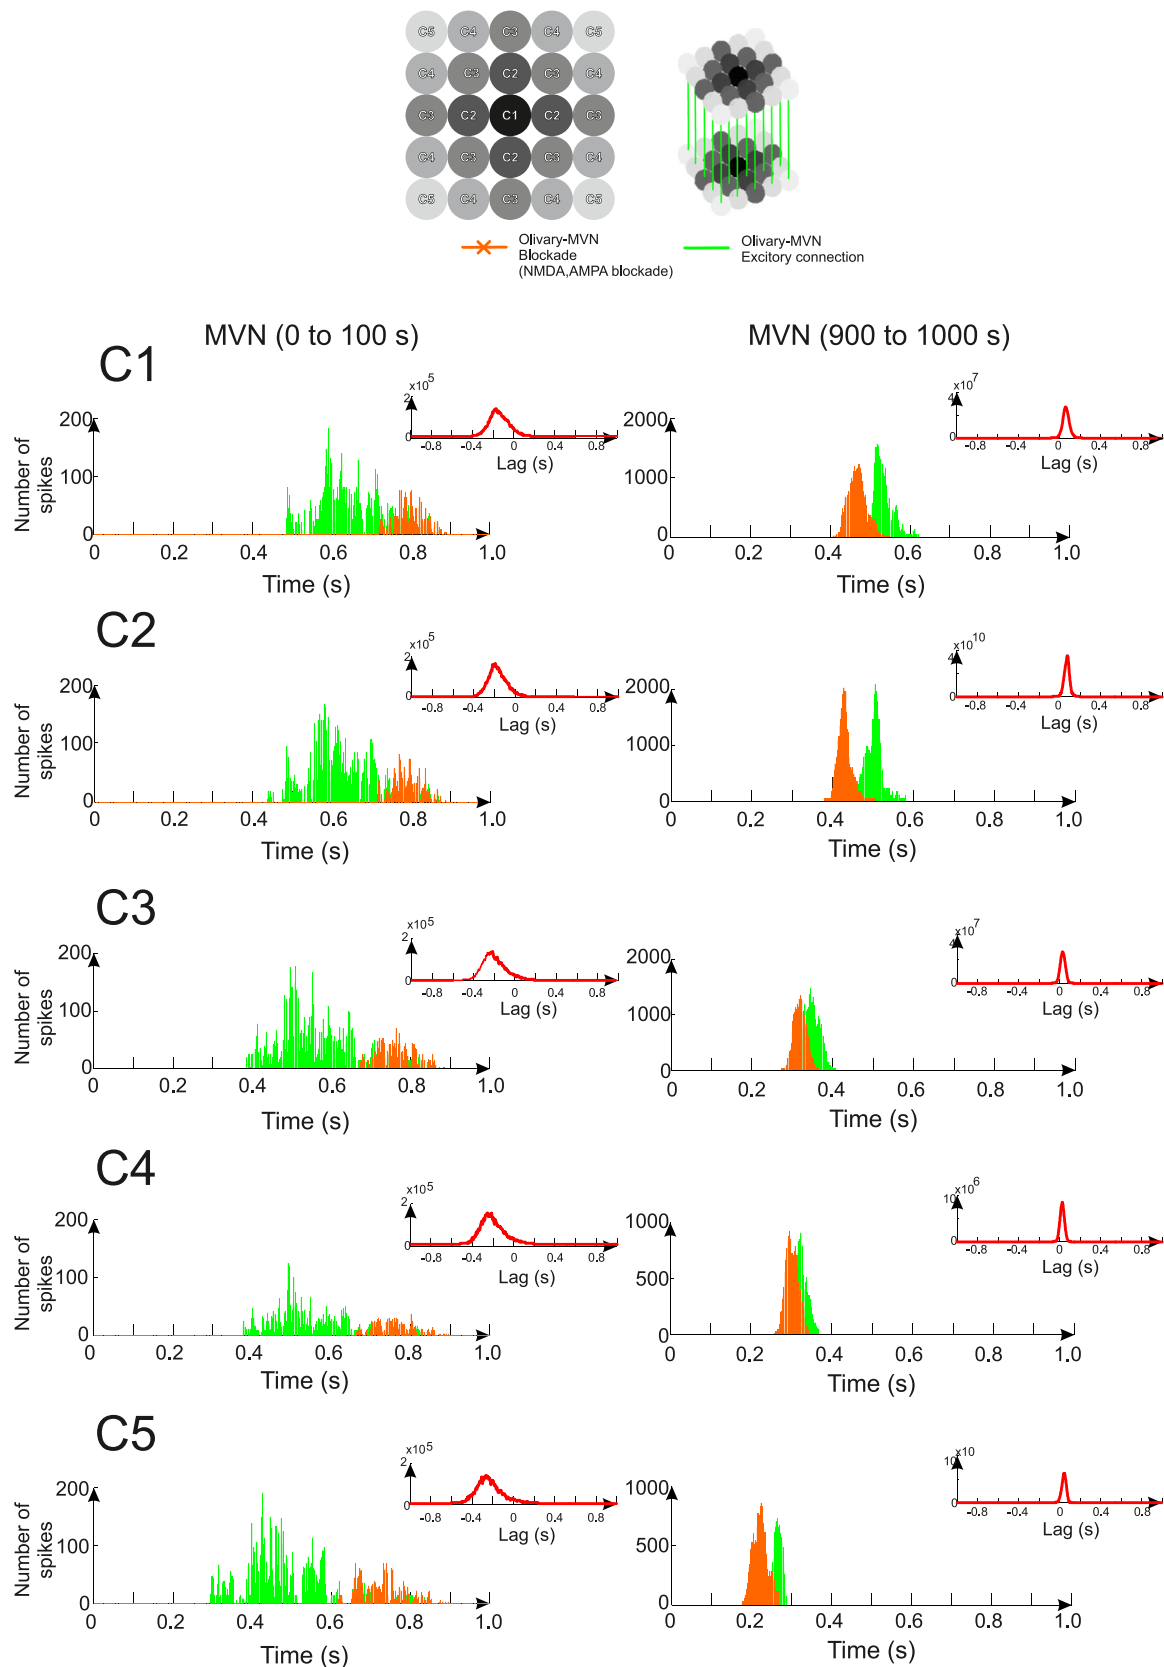 C5 C4 C3 C4 C5
C4 C3 C2 C3 C4
C3 C2 C1 C2 C3
C4 C3 C2 C3 C4
C5 C4 C3 C4 C5
Olivary-MVN
Blockade
(NMDA,AMPA blockade)
Olivary-MVN
Excitory connection
MVN (0 to 100 s)
MVN (900 to 1000 s)
C1
Number of
spikes
200
100
0
0 0.2 0.4 0.6 0.8 1.0
Time (s)
x10 5
2
0
-0.8 -0.4 0 0.4 0.8
Lag (s)
2000
1000
0
0 0.2 0.4 0.6 0.8 1.0
Time (s)
x10 7
4
0
-0.8 -0.4 0 0.4 0.8
Lag (s)
C2
Number of
spikes
200
100
0
0 0.2 0.4 0.6 0.8 1.0
Time (s)
x10 5
2
0
-0.8 -0.4 0 0.4 0.8
Lag (s)
2000
1000
0
0 0.2 0.4 0.6 0.8 1.0
Time (s)
x10 10
4
0
-0.8 -0.4 0 0.4 0.8
Lag (s)
C3
Number of
spikes
200
100
0
0 0.2 0.4 0.6 0.8 1.0
Time (s)
x10 5
2
0
-0.8 -0.4 0 0.4 0.8
Lag (s)
2000
1000
0
0 0.2 0.4 0.6 0.8 1.0
Time (s)
x10 7
4
0
-0.8 -0.4 0 0.4 0.8
Lag (s)
C4
Number of
spikes
200
100
0
0 0.2 0.4 0.6 0.8 1.0
Time (s)
x10 5
2
0
-0.8 -0.4 0 0.4 0.8
Lag (s)
1000
500
0
0 0.2 0.4 0.6 0.8 1.0
Time (s)
x10 6
10
0
-0.8 -0.4 0 0.4 0.8
Lag (s)
C5
Number of
spikes
200
100
0
0 0.2 0.4 0.6 0.8 1.0
Time (s)
x10 5
2
0
-0.8 -0.4 0 0.4 0.8
Lag (s)
1000
500
0
0 0.2 0.4 0.6 0.8 1.0
Time (s)
x10
10
0
-0.8 -0.4 0 0.4 0.8
Lag (s)